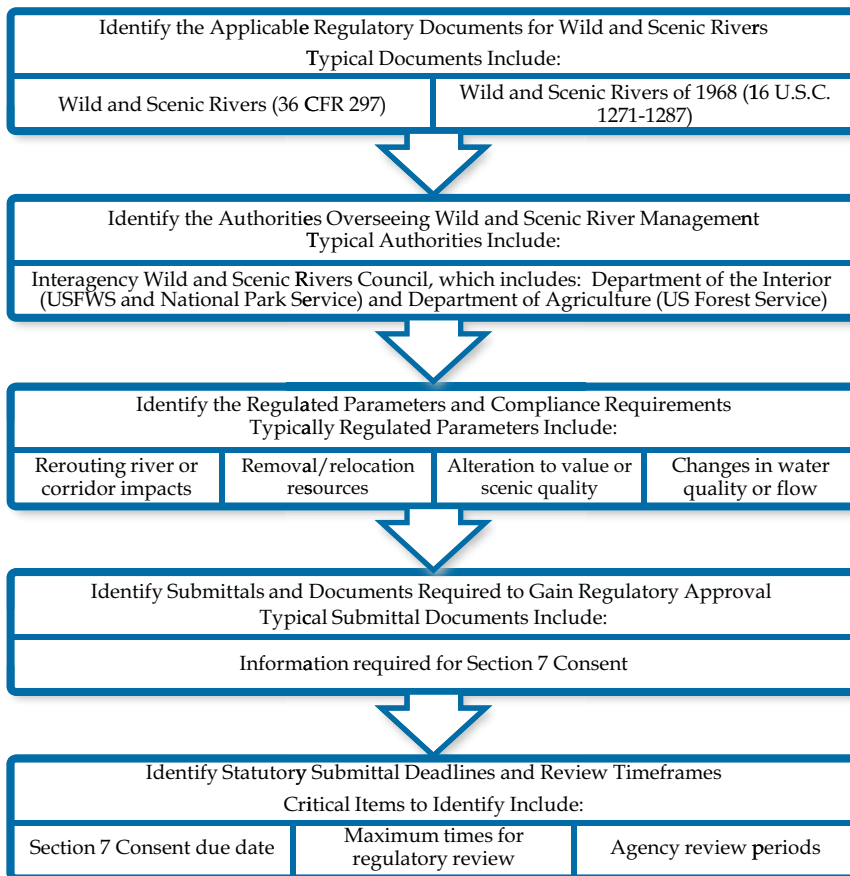 Identify the Applicable Regulatory Documents for Wild and Scenic Rivers
Typical Documents Include:
Wild and Scenic Rivers (36 CFR 297)
Wild and Scenic Rivers of 1968 (16 U.S.C.
1271-1287)
Identify the Authorities Overseeing Wild and Scenic River Management
Typical Authorities Include:
Interagency Wild and Scenic Rivers Council, which includes: Department of the Interior
(USFWS and National Park Service) and Department of Agriculture (US Forest Service)
Identify the Regulated Parameters and Compliance Requirements
Typically Regulated Parameters Include:
Rerouting river or
corridor impacts
Removal/relocation
resources
Alteration to value or
scenic quality
Changes in water
quality or flow
Identify Submittals and Documents Required to Gain Regulatory Approval
Typical Submittal Documents Include:
Information required for Section 7 Consent
Identify Statutory Submittal Deadlines and Review Timeframes
Critical Items to Identify Include:
Section 7 Consent due date
Maximum times for
regulatory review
Agency review periods